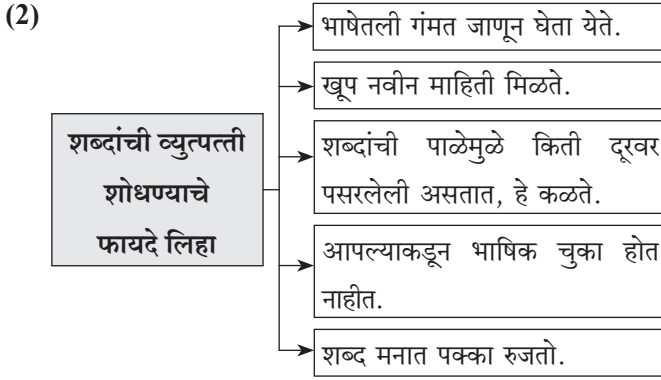 (2)
भाषेतली गंमत जाणून घेता येते.
खूप नवीन माहिती मिळते.
शब्दांची व्युत्पत्ती
शोधण्याचे
फायदे लिहा
शब्दांची पाळेमुळे किती दूरवर
पसरलेली असतात, हे कळते.
आपल्याकडून भाषिक चुका होत
नाहीत.
शब्द मनात पक्का रुजतो.